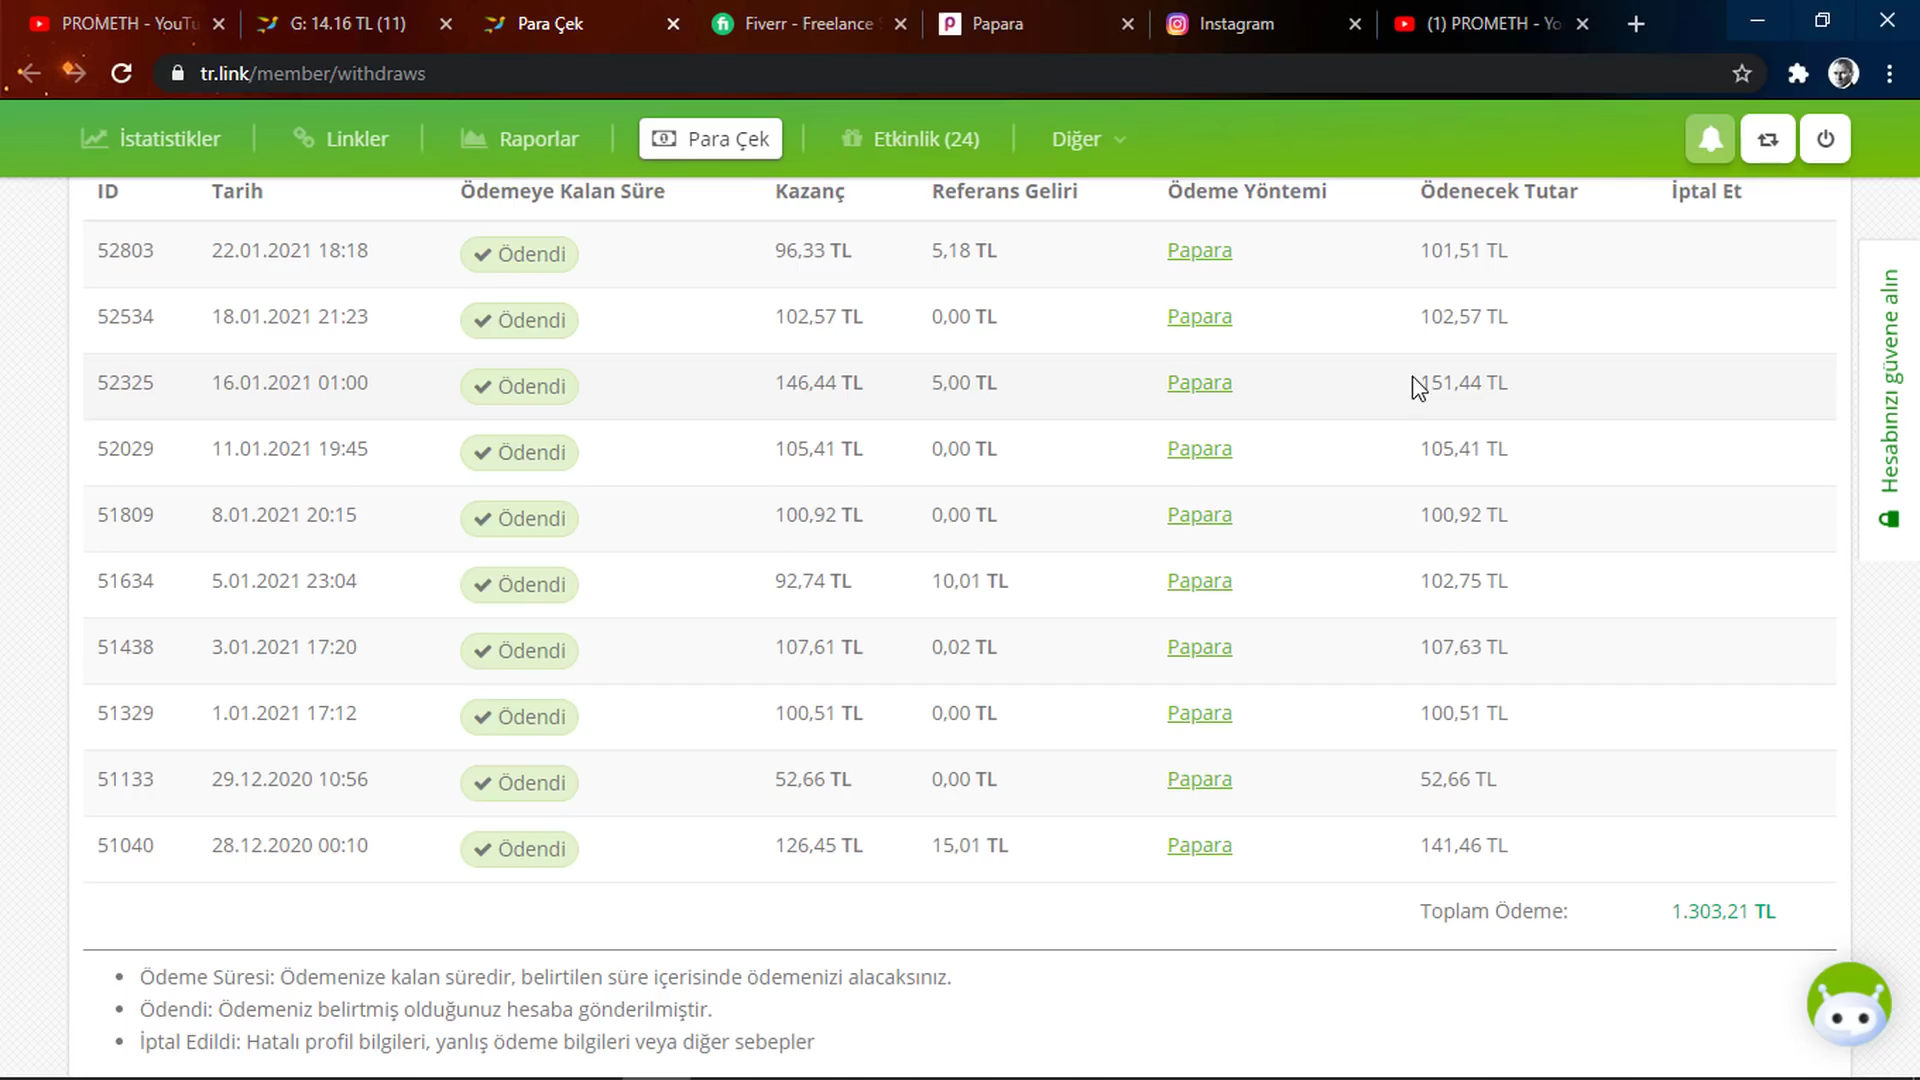 PROMETH - YouTu
G: 14.16 TL (11)
Para Çek
Fiverr - Freelance S
Papara
Instagram
(1) PROMETH - Yo
tr.link/member/withdraws
İstatistikler
Linkler
Raporlar
Para Çek
Etkinlik (24)
Diğer
ID Tarih Ödemeye Kalan Süre Kazanç Referans Geliri Ödeme Yöntemi Ödenecek Tutar İptal Et
52803 22.01.2021 18:18 Ödendi 96,33 TL 5,18 TL Papara 101,51 TL
52534 18.01.2021 21:23 Ödendi 102,57 TL 0,00 TL Papara 102,57 TL
52325 16.01.2021 01:00 Ödendi 146,44 TL 5,00 TL Papara 151,44 TL
52029 11.01.2021 19:45 Ödendi 105,41 TL 0,00 TL Papara 105,41 TL
51809 8.01.2021 20:15 Ödendi 100,92 TL 0,00 TL Papara 100,92 TL
51634 5.01.2021 23:04 Ödendi 92,74 TL 10,01 TL Papara 102,75 TL
51438 3.01.2021 17:20 Ödendi 107,61 TL 0,02 TL Papara 107,63 TL
51329 1.01.2021 17:12 Ödendi 100,51 TL 0,00 TL Papara 100,51 TL
51133 29.12.2020 10:56 Ödendi 52,66 TL 0,00 TL Papara 52,66 TL
51040 28.12.2020 00:10 Ödendi 126,45 TL 15,01 TL Papara 141,46 TL
Toplam Ödeme: 1.303,21 TL
Ödeme Süresi: Ödemenize kalan süredir, belirtilen süre içerisinde ödemenizi alacaksınız.
Ödendi: Ödemeniz belirtmiş olduğunuz hesaba gönderilmiştir.
İptal Edildi: Hatalı profil bilgileri, yanlış ödeme bilgileri veya diğer sebepler
Hesabınızı güvene alın